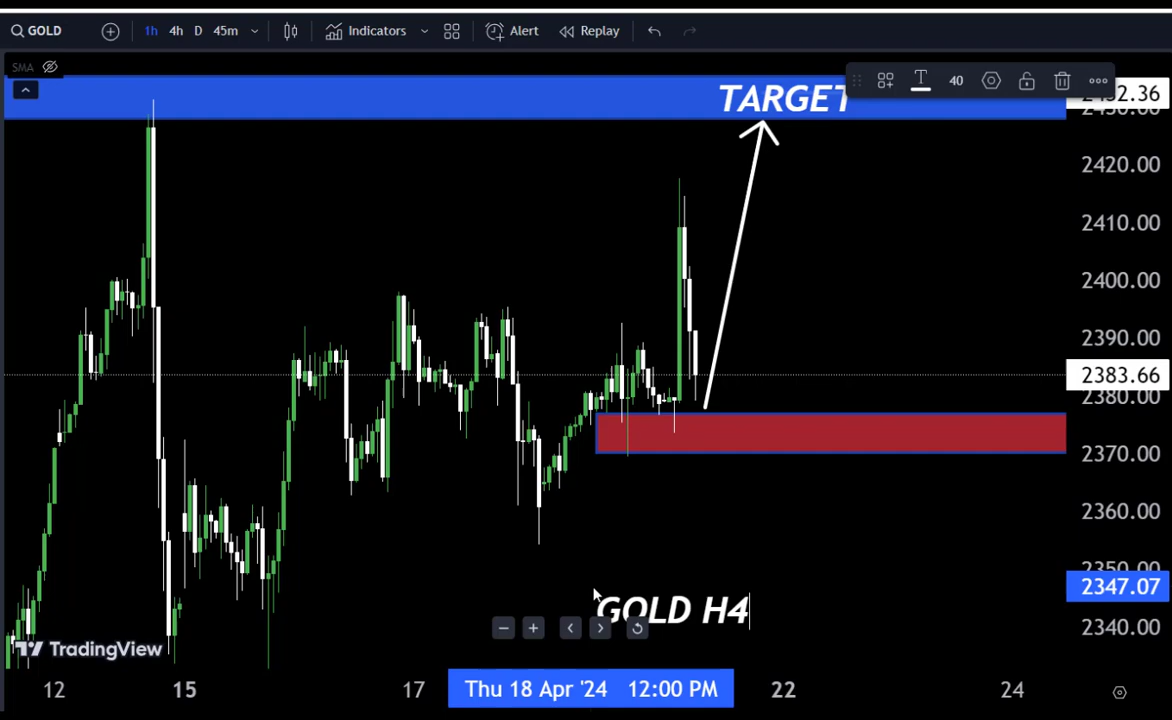 GOLD 1h 4h D 45m Indicators Alert Replay
SMA
40
TARGET
2420.00
2410.00
2400.00
2390.00
2383.66
2380.00
2370.00
2360.00
2347.07
2340.00
GOLD H4
TradingView
12 15 17 Thu 18 Apr '24 12:00 PM 22 24